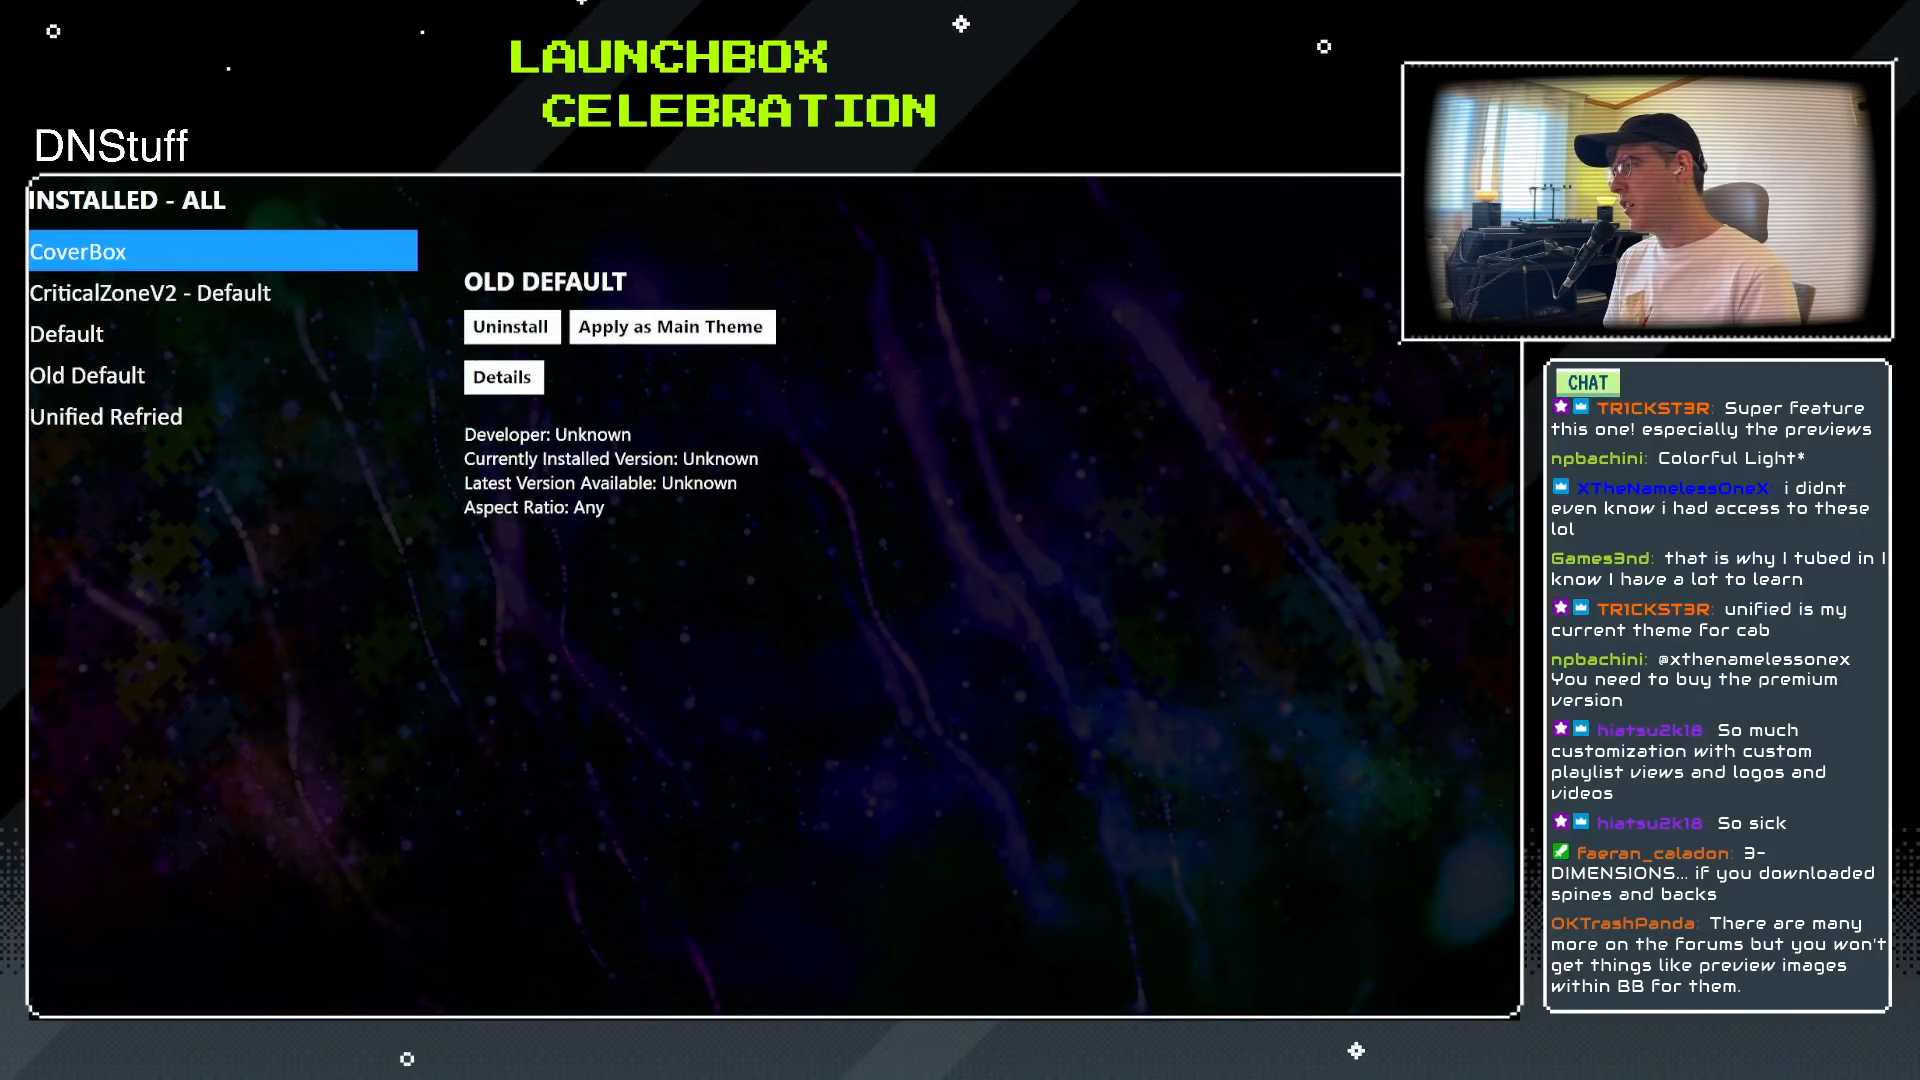 LAUNCHBOX
CELEBRATION
DNStuff
INSTALLED - ALL
CoverBox
CriticalZoneV2 - Default
Default
Old Default
Unified Refried
OLD DEFAULT
Uninstall
Apply as Main Theme
Details
Developer: Unknown
Currently Installed Version: Unknown
Latest Version Available: Unknown
Aspect Ratio: Any
CHAT
TR1CKST3R: Super feature
this one! especially the previews
npbachini: Colorful Light*
XTheNamelessOneX: i didnt
even know i had access to these
lol
Games3nd: that is why I tubed in I
know I have a lot to learn
TR1CKST3R: unified is my
current theme for cab
npbachini: @xthenamelessonex
You need to buy the premium
version
hiatsu2k18: So much
customization with custom
playlist views and logos and
videos
hiatsu2k18: So sick
faeran_caladon: 3-
DIMENSIONS... if you downloaded
spines and backs
OKTrashPanda: There are many
more on the forums but you won't
get things like preview images
within BB for them.